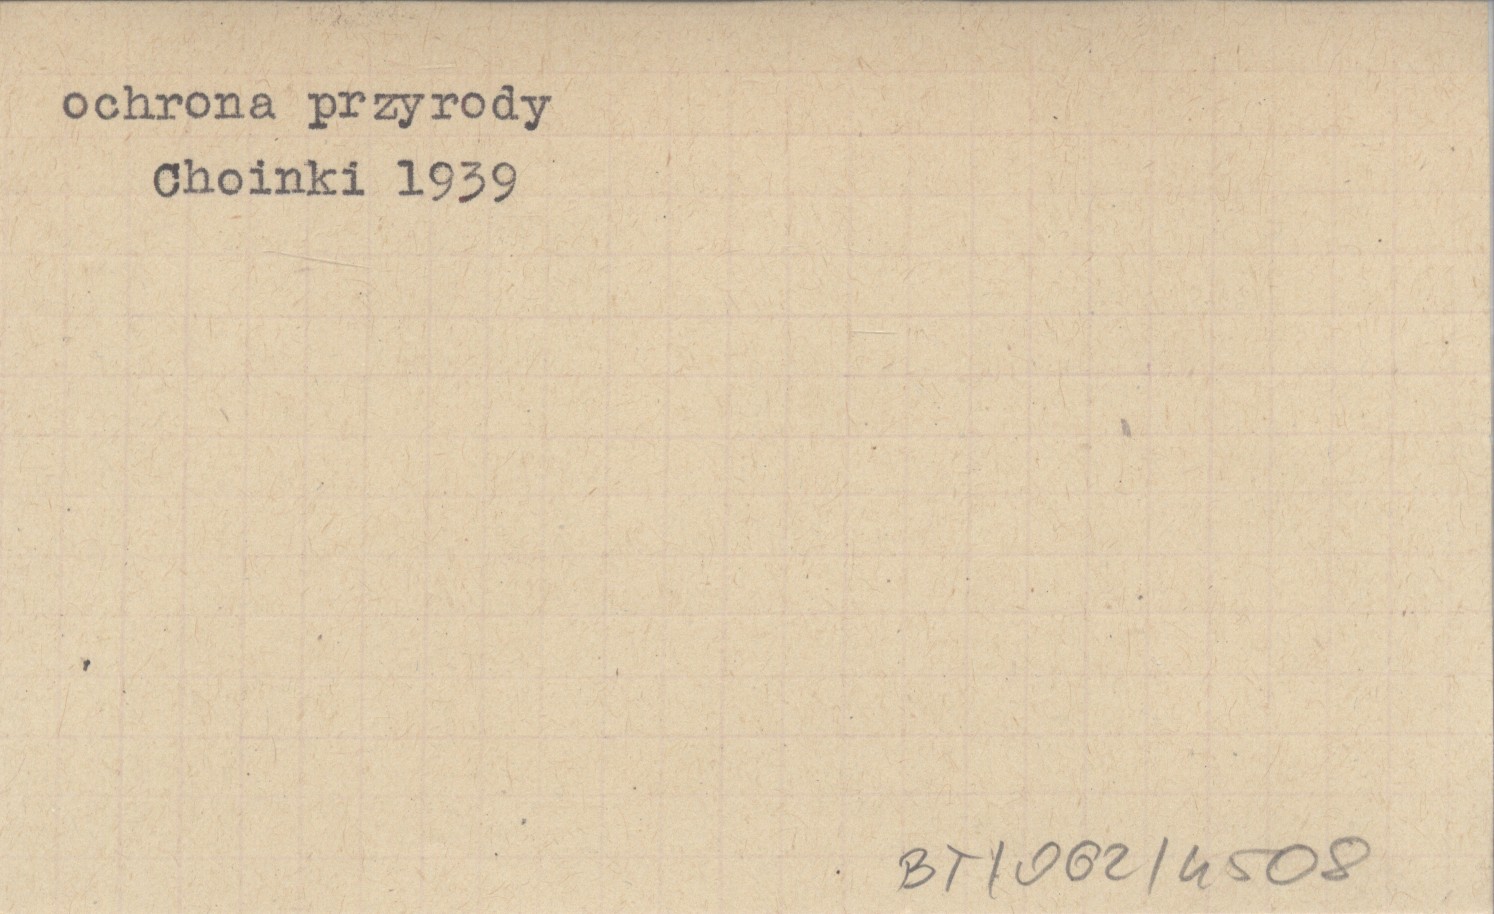 ochrona przyrody
Choinki 1939
BT/062/4508